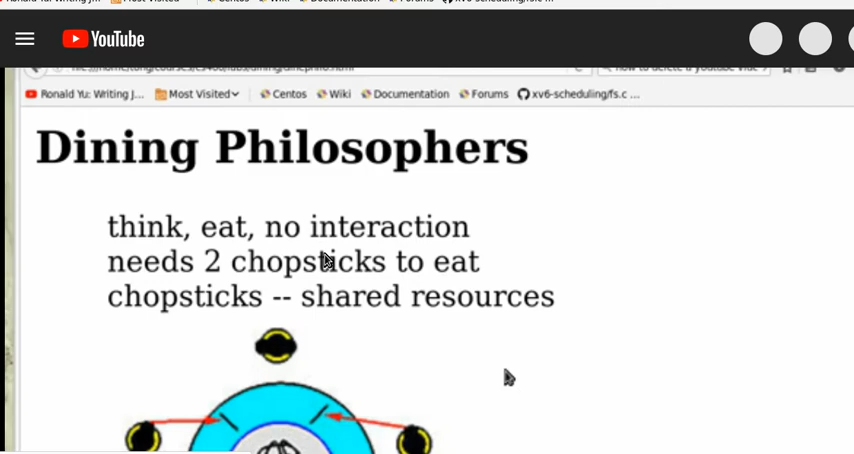 YouTube
Ronald Yu: Writing J... Most Visited Centos Wiki Documentation Forums xv6-scheduling/fs.c ...
Dining Philosophers
think, eat, no interaction
needs 2 chopsticks to eat
chopsticks -- shared resources